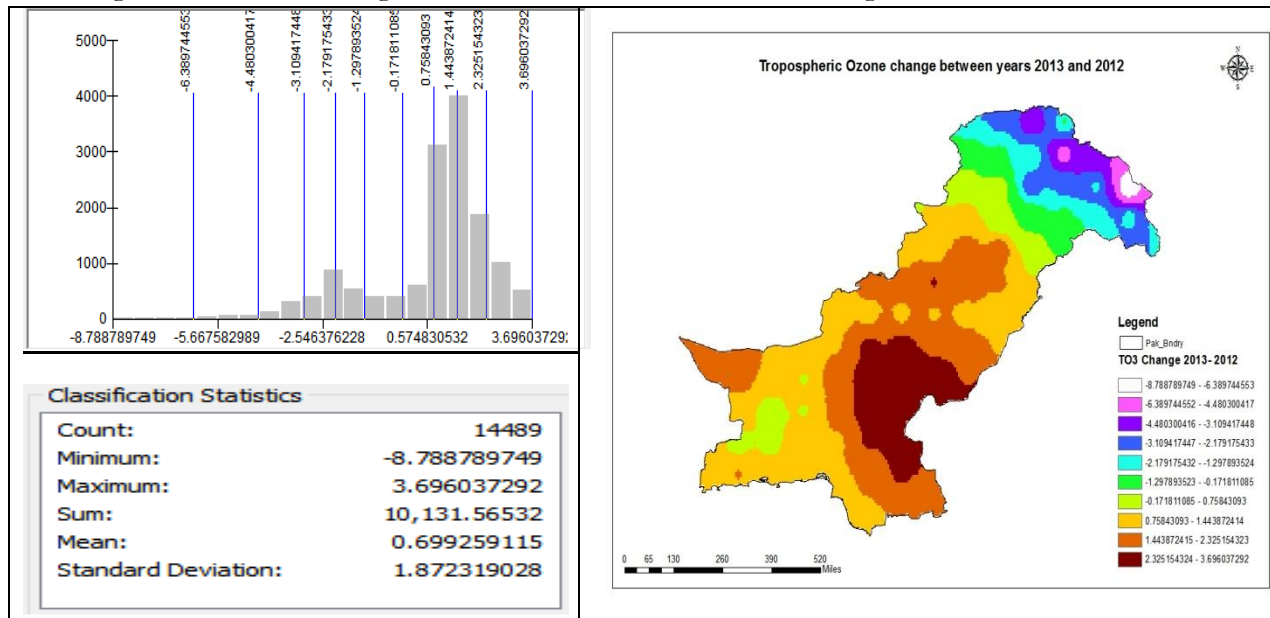 -6.389744553
-4.480300417
-3.109417448
-2.179175433
-1.297893524
-0.171811085
0.75843093
1.443872414
2.325154323
3.696037292
5000
4000
3000
2000
1000
0
-8.788789749 -5.667582989 -2.546376228 0.574830532 3.696037292
Classification Statistics
Count: 14489
Minimum: -8.788789749
Maximum: 3.696037292
Sum: 10,131.56532
Mean: 0.699259115
Standard Deviation: 1.872319028
Tropospheric Ozone change between years 2013 and 2012
N
W E
S
Legend
Pak_Bndry
TO3 Change 2013- 2012
-8.788789749 - -6.389744553
-6.389744552 - -4.480300417
-4.480300416 - -3.109417448
-3.109417447 - -2.179175433
-2.179175432 - -1.297893524
-1.297893523 - -0.171811085
-0.171811085 - 0.75843093
0.75843093 - 1.443872414
1.443872415 - 2.325154323
2.325154324 - 3.696037292
0 65 130 260 390 520
Miles